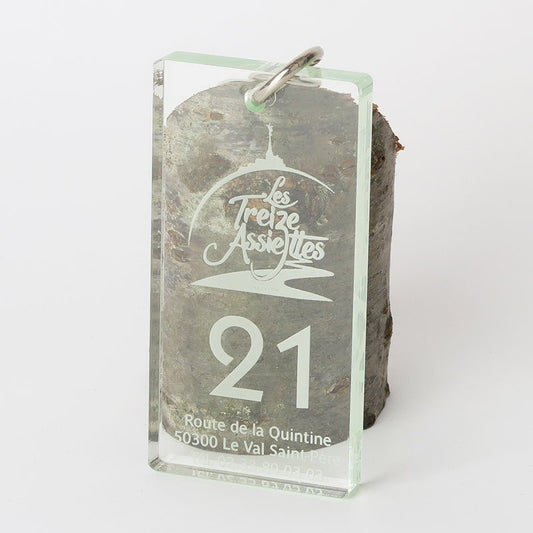 Les
Treize
Assiettes
21
Route de la Quintine
50300 Le Val Saint-Père